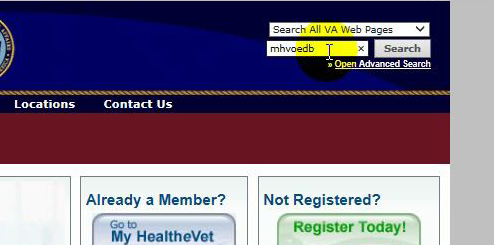 Search All VA Web Pages
mhvoedb × Search
» Open Advanced Search
Locations Contact Us
Already a Member? Not Registered?
Go to
My HealtheVet Register Today!